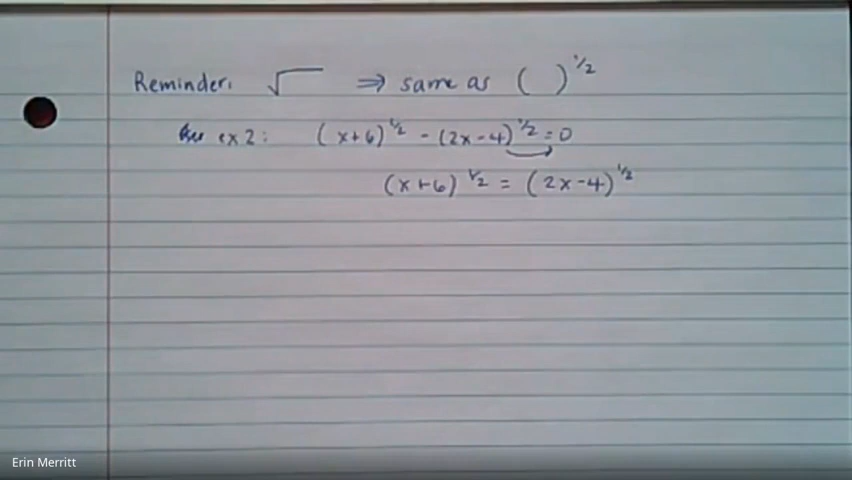 Reminder: √ ⇒ same as ( )^1/2
ex 2: (x+6)^1/2 - (2x-4)^1/2 = 0
(x+6)^1/2 = (2x-4)^1/2
Erin Merritt